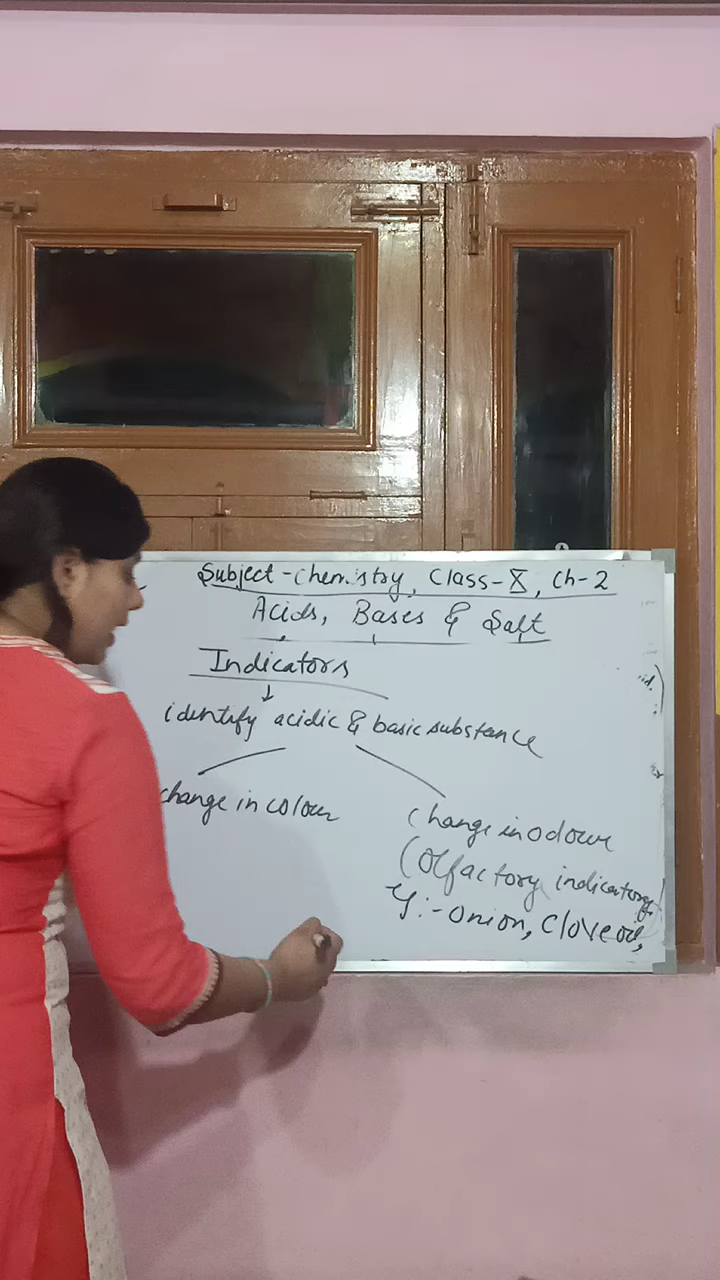 Subject-chemistry, Class-X, Ch-2
Acids, Bases & Salt
Indicators
identify acidic & basic substance
change in colour
change in odour
(Olfactory indicators)
:- Onion, Clove oil,